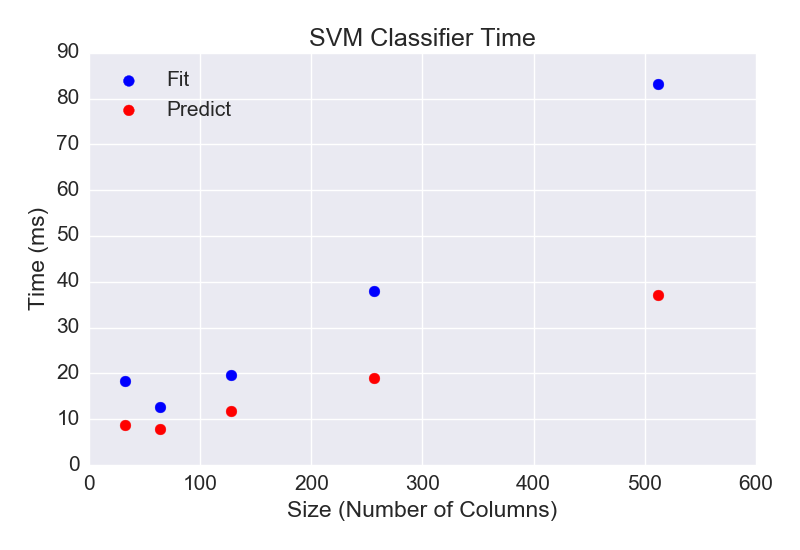 SVM Classifier Time
90
80
70
60
50
40
30
20
10
0
Time (ms)
Fit
Predict
0 100 200 300 400 500 600
Size (Number of Columns)